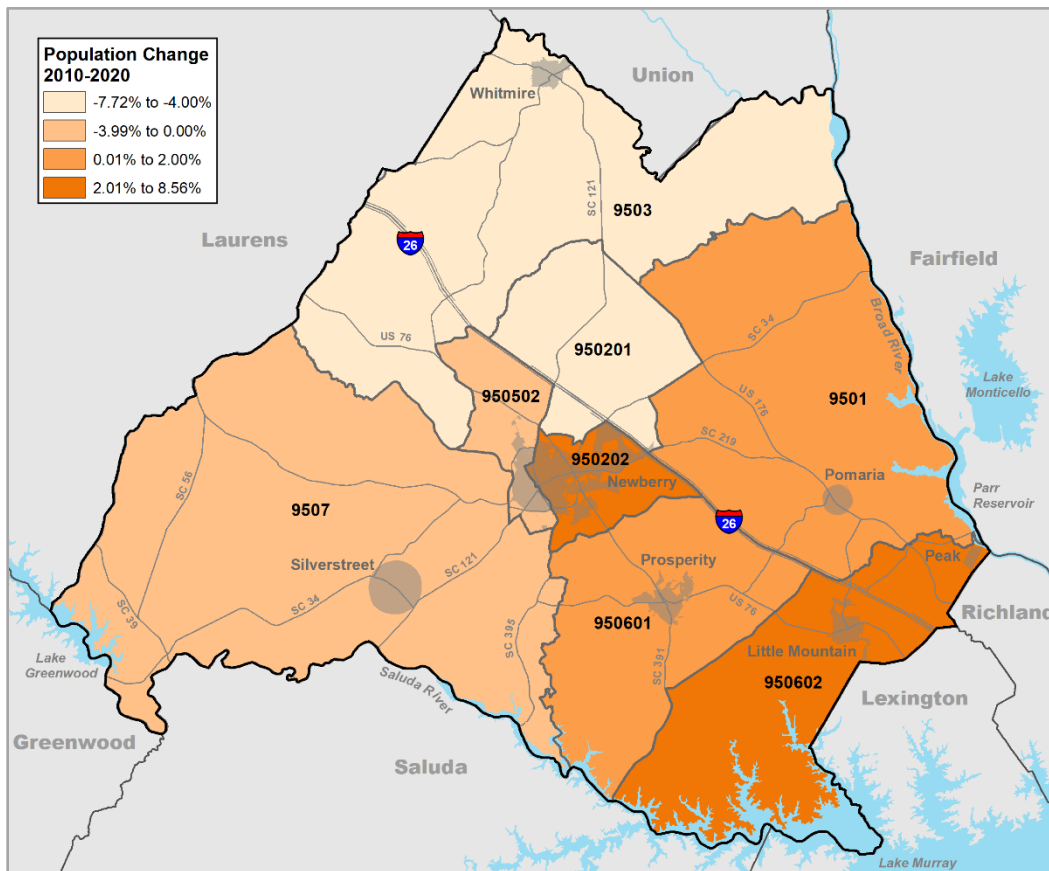 Population Change
2010-2020
-7.72% to -4.00%
-3.99% to 0.00%
0.01% to 2.00%
2.01% to 8.56%
Union
Whitmire
SC 121
9503
Laurens
26
Fairfield
Broad River
SC 34
US 76
950201
Lake
Monticello
950502
US 176
9501
SC 219
950202
Newberry
SC 56
Pomaria
Parr
Reservoir
9507
26
Silverstreet
SC 121
Prosperity
Peak
SC 34
US 76
Richland
SC 39
SC 395
950601
SC 391
Little Mountain
Lake
Greenwood
Saluda River
950602
Lexington
Greenwood
Saluda
Lake Murray